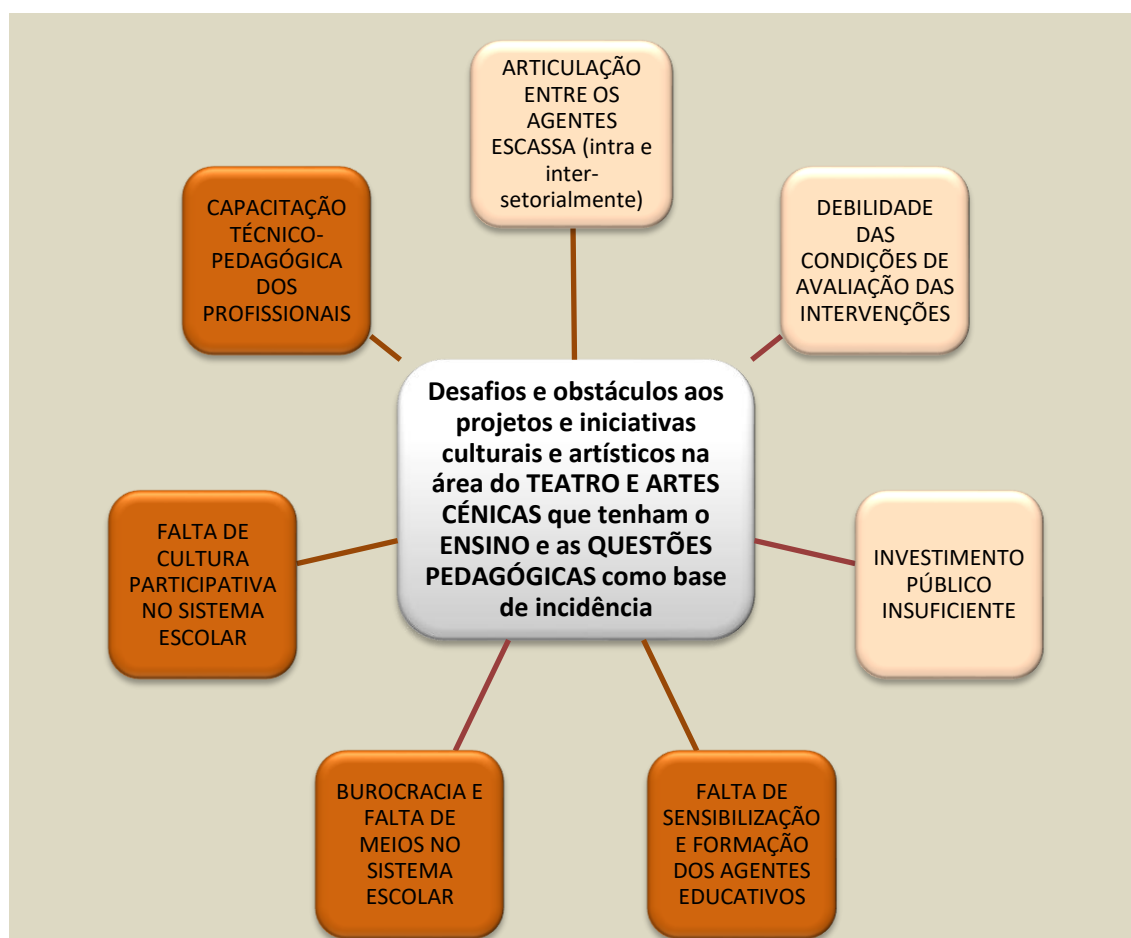 ARTICULAÇÃO
ENTRE OS
AGENTES
ESCASSA (intra e
inter-
setorialmente)
DEBILIDADE
DAS
CONDIÇÕES DE
AVALIAÇÃO DAS
INTERVENÇÕES
INVESTIMENTO
PÚBLICO
INSUFICIENTE
FALTA DE
SENSIBILIZAÇÃO
E FORMAÇÃO
DOS AGENTES
EDUCATIVOS
BUROCRACIA E
FALTA DE
MEIOS NO
SISTEMA
ESCOLAR
FALTA DE
CULTURA
PARTICIPATIVA
NO SISTEMA
ESCOLAR
CAPACITAÇÃO
TÉCNICO-
PEDAGÓGICA
DOS
PROFISSIONAIS
Desafios e obstáculos aos
projetos e iniciativas
culturais e artísticos na
área do TEATRO E ARTES
CÉNICAS que tenham o
ENSINO e as QUESTÕES
PEDAGÓGICAS como base
de incidência